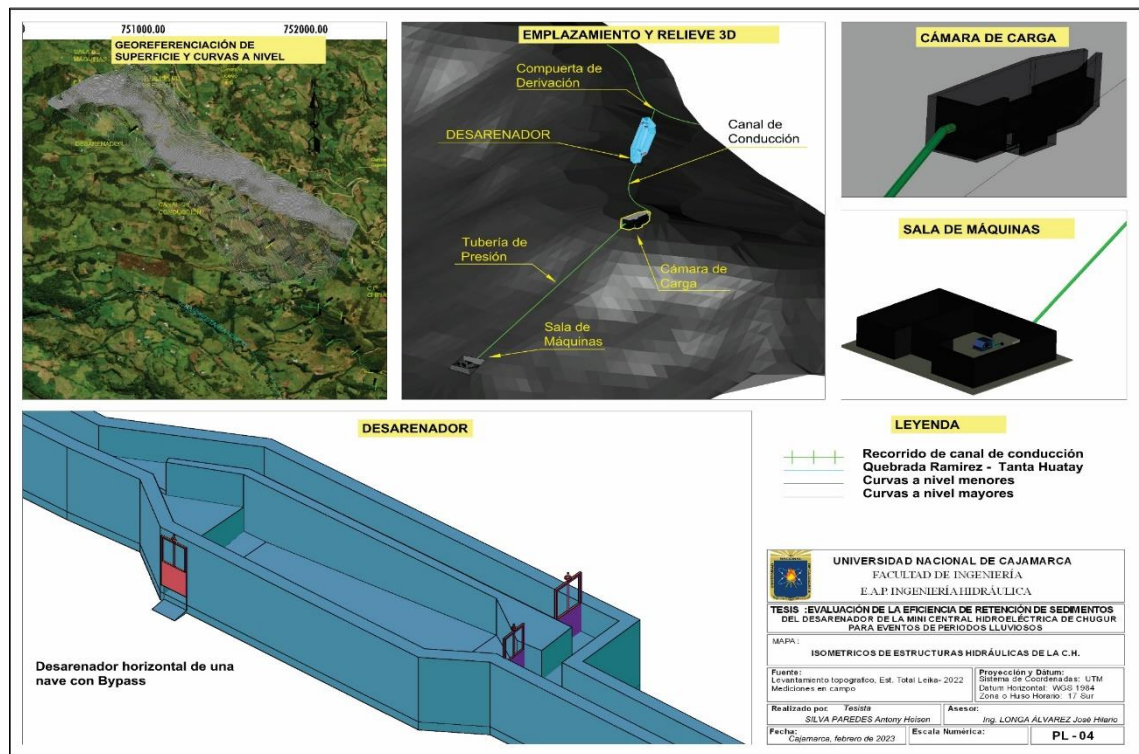 751000.00
752000.00
GEOREFERENCIACIÓN DE
SUPERFICIE Y CURVAS A NIVEL
DESARENADOR
CANAL DE
CONDUCCIÓN
EMPLAZAMIENTO Y RELIEVE 3D
Compuerta de
Derivación
DESARENADOR
Canal de
Conducción
Tubería de
Presión
Cámara de
Carga
Sala de
Máquinas
CÁMARA DE CARGA
SALA DE MÁQUINAS
DESARENADOR
Desarenador horizontal de una
nave con Bypass
LEYENDA
Recorrido de canal de conducción
Quebrada Ramirez - Tanta Huatay
Curvas a nivel menores
Curvas a nivel mayores
UNIVERSIDAD NACIONAL DE CAJAMARCA
FACULTAD DE INGENIERÍA
E.A.P. INGENIERÍA HIDRÁULICA
TESIS :EVALUACIÓN DE LA EFICIENCIA DE RETENCIÓN DE SEDIMENTOS
DEL DESARENADOR DE LA MINI CENTRAL HIDROELÉCTRICA DE CHUGUR
PARA EVENTOS DE PERIODOS LLUVIOSOS
MAPA :
ISOMETRICOS DE ESTRUCTURAS HIDRÁULICAS DE LA C.H.
Fuente:
Levantamiento topografico, Est. Total Leika- 2022
Mediciones en campo
Proyección y Dátum:
Sistema de Coordenadas: UTM
Datum Horizontal: WGS 1984
Zona o Huso Horario: 17 Sur
Realizado por: Tesista
SILVA PAREDES Antony Heisen
Asesor:
Ing. LONGA ÁLVAREZ José Hilario
Fecha:
Cajamarca, febrero de 2023
Escala Numérica:
PL - 04